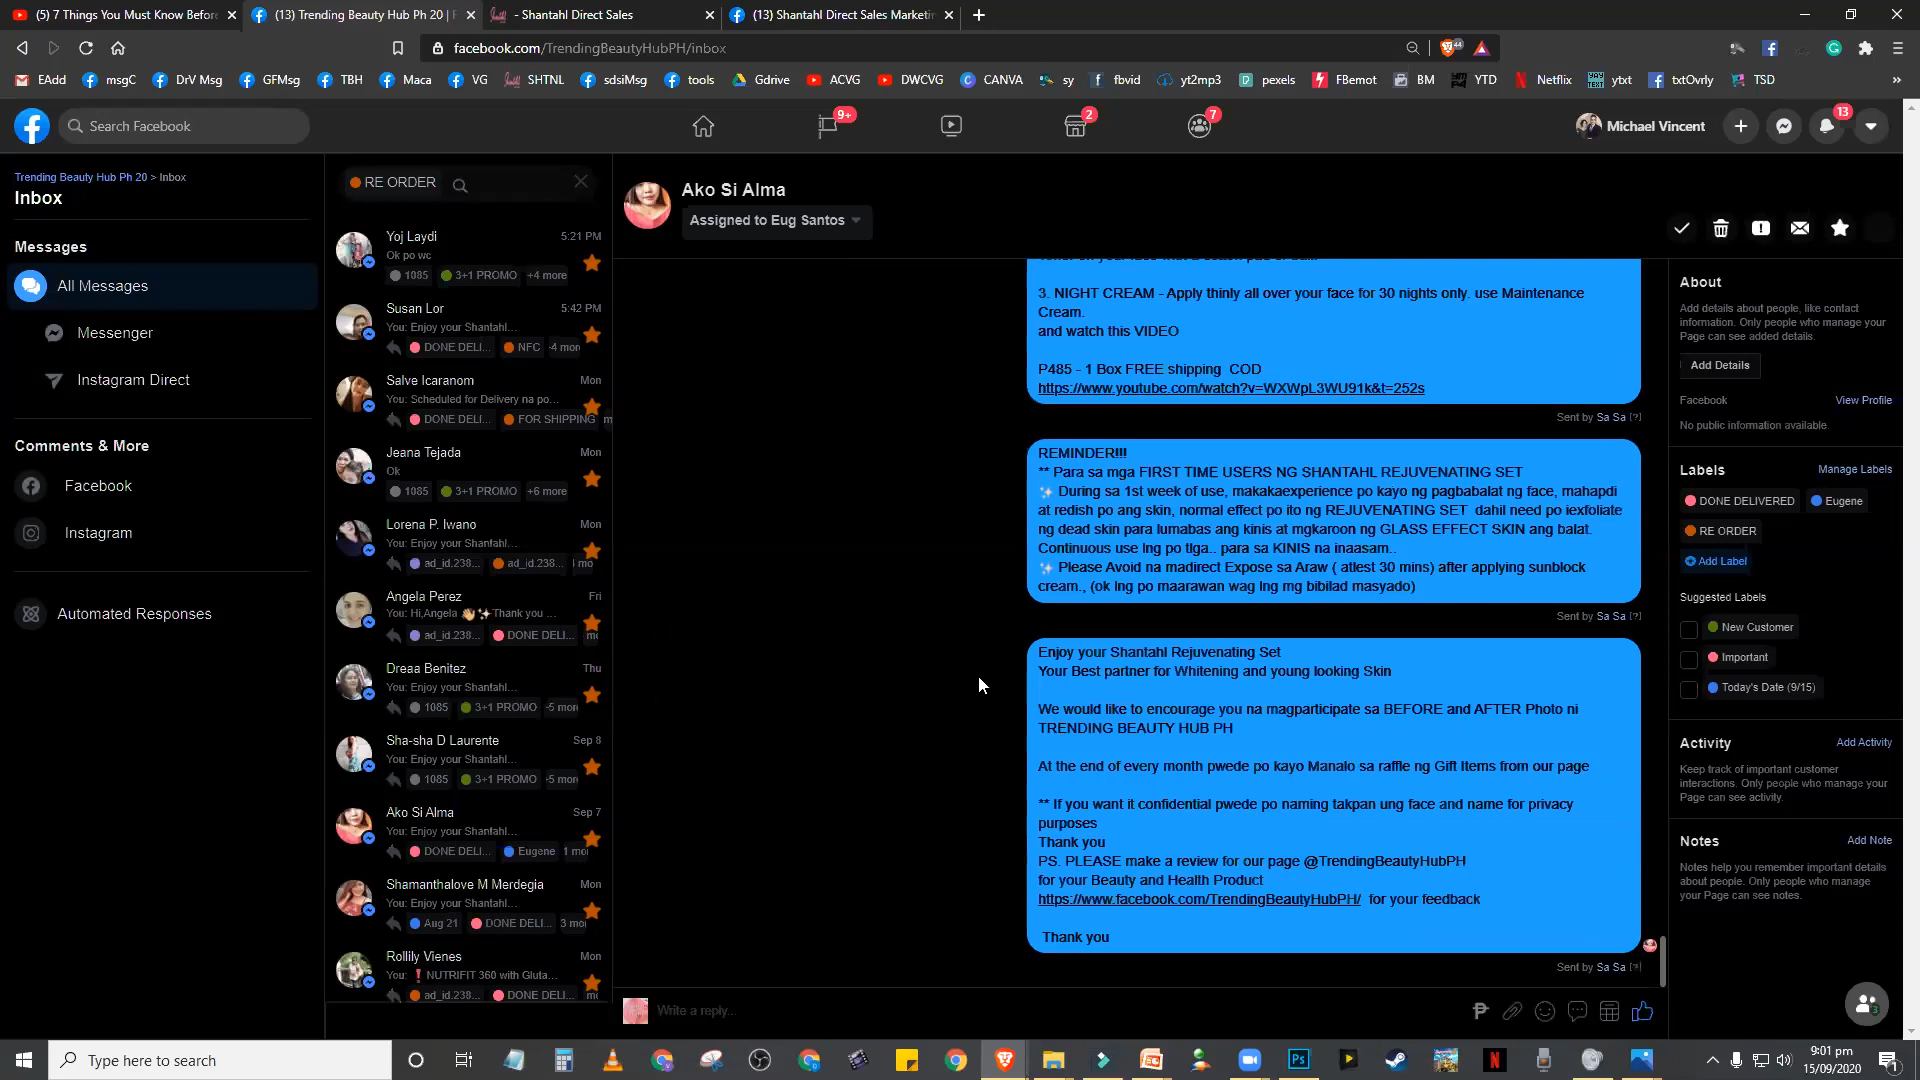 (5) 7 Things You Must Know Before
(13) Trending Beauty Hub Ph 20 | F
- Shantahl Direct Sales
(13) Shantahl Direct Sales Marketin
facebook.com/TrendingBeautyHubPH/inbox
44
EAdd
msgC
DrV Msg
GFMsg
TBH
Maca
VG
SHTNL
sdsiMsg
tools
Gdrive
ACVG
DWCVG
CANVA
sy
fbvid
yt2mp3
pexels
FBemot
BM
YTD
Netflix
ytxt
txtOvrly
TSD
Search Facebook
9+
2
7
Michael Vincent
13
Trending Beauty Hub Ph 20 > Inbox
Inbox
Messages
All Messages
Messenger
Instagram Direct
Comments & More
Facebook
Instagram
Automated Responses
RE ORDER
Yoj Laydi
5:21 PM
Ok po wc
1085
3+1 PROMO
+4 more
Susan Lor
5:42 PM
You: Enjoy your Shantahl...
DONE DELI...
NFC
-4 more
Salve Icaranom
Mon
You: Scheduled for Delivery na po...
DONE DELI...
FOR SHIPPING
Jeana Tejada
Mon
Ok
1085
3+1 PROMO
+6 more
Lorena P. Iwano
Mon
You: Enjoy your Shantahl...
ad_id.238...
ad_id.238...
Angela Perez
Fri
You: Hi,Angela 👋✨Thank you ...
ad_id.238...
DONE DELI...
Dreaa Benitez
Thu
You: Enjoy your Shantahl...
1085
3+1 PROMO
-5 more
Sha-sha D Laurente
Sep 8
You: Enjoy your Shantahl...
1085
3+1 PROMO
-5 more
Ako Si Alma
Sep 7
You: Enjoy your Shantahl...
DONE DELI...
Eugene
1 mo
Shamanthalove M Merdegia
Mon
You: Enjoy your Shantahl...
Aug 21
DONE DELI...
3 mo
Rollily Vienes
Mon
You: ❗ NUTRIFIT 360 with Gluta...
ad_id.238...
DONE DELI...
Ako Si Alma
Assigned to Eug Santos
3. NIGHT CREAM - Apply thinly all over your face for 30 nights only. use Maintenance
Cream.
and watch this VIDEO
P485 - 1 Box FREE shipping COD
https://www.youtube.com/watch?v=WXWpL3WU91k&t=252s
Sent by Sa Sa [?]
REMINDER!!!
** Para sa mga FIRST TIME USERS NG SHANTAHL REJUVENATING SET
✨ During sa 1st week of use, makakaexperience po kayo ng pagbabalat ng face, mahapdi
at redish po ang skin, normal effect po ito ng REJUVENATING SET dahil need po iexfoliate
ng dead skin para lumabas ang kinis at mgkaroon ng GLASS EFFECT SKIN ang balat.
Continuous use lng po tlga.. para sa KINIS na inaasam..
✨ Please Avoid na madirect Expose sa Araw ( atlest 30 mins) after applying sunblock
cream., (ok lng po maarawan wag lng mg bibilad masyado)
Sent by Sa Sa [?]
Enjoy your Shantahl Rejuvenating Set
Your Best partner for Whitening and young looking Skin
We would like to encourage you na magparticipate sa BEFORE and AFTER Photo ni
TRENDING BEAUTY HUB PH
At the end of every month pwede po kayo Manalo sa raffle ng Gift Items from our page
** If you want it confidential pwede po naming takpan ung face and name for privacy
purposes
Thank you
PS. PLEASE make a review for our page @TrendingBeautyHubPH
for your Beauty and Health Product
https://www.facebook.com/TrendingBeautyHubPH/ for your feedback
Thank you
Sent by Sa Sa [?]
Write a reply...
About
Add details about people, like contact
information. Only people who manage your
Page can see added details.
Add Details
Facebook
View Profile
No public information available.
Labels
Manage Labels
DONE DELIVERED
Eugene
RE ORDER
Add Label
Suggested Labels
New Customer
Important
Today's Date (9/15)
Activity
Add Activity
Keep track of important customer
interactions. Only people who manage your
Page can see activity.
Notes
Add Note
Notes help you remember important details
about people. Only people who manage
your Page can see notes.
3
Type here to search
9:01 pm
15/09/2020
1